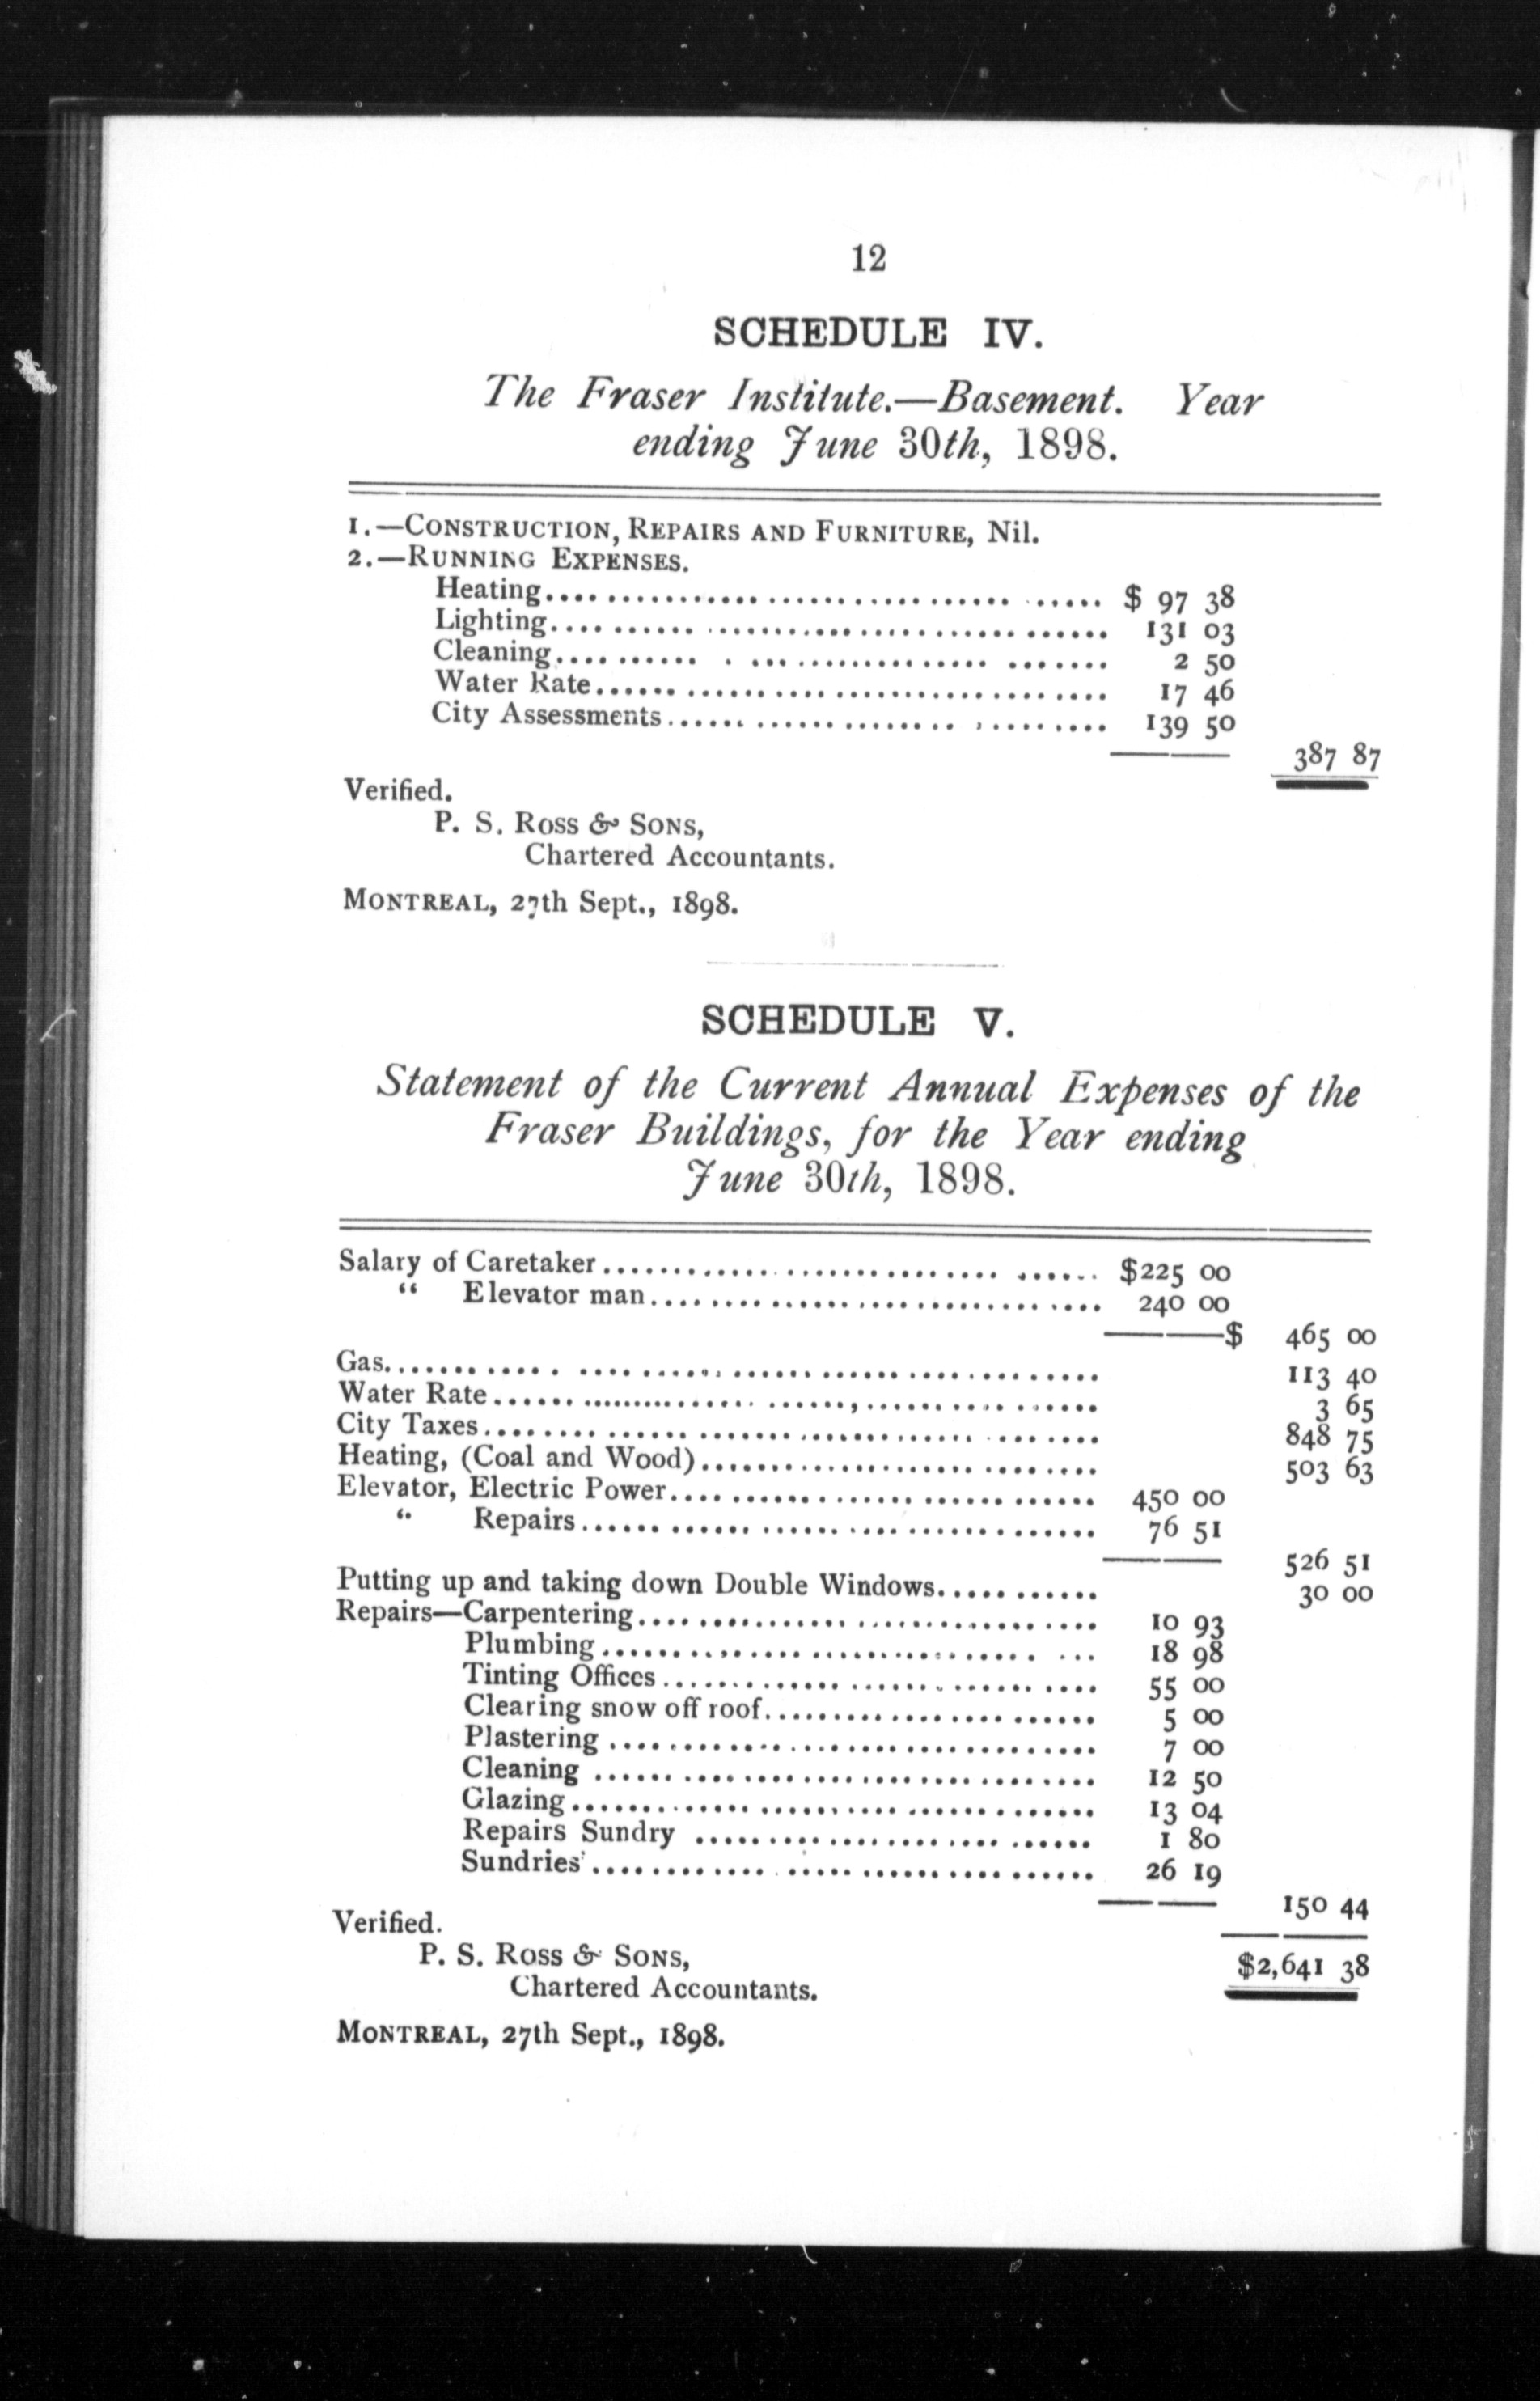 12
SCHEDULE IV.
The Fraser Institute.—Basement. Year
ending June 30th, 1898.
1.—CONSTRUCTION, REPAIRS AND FURNITURE, Nil.
2.—RUNNING EXPENSES.
Heating........................................ $ 97 38
Lighting........................................ 131 03
Cleaning........................................ 2 50
Water Rate........................................ 17 46
City Assessments........................................ 139 50
387 87
Verified.
P. S. ROSS & SONS,
Chartered Accountants.
MONTREAL, 27th Sept., 1898.
SCHEDULE V.
Statement of the Current Annual Expenses of the
Fraser Buildings, for the Year ending
June 30th, 1898.
Salary of Caretaker........................................ $225 00
“ Elevator man........................................ 240 00
$ 465 00
Gas........................................ 113 40
Water Rate........................................ 3 65
City Taxes........................................ 848 75
Heating, (Coal and Wood)........................................ 503 63
Elevator, Electric Power........................................ 450 00
“ Repairs........................................ 76 51
526 51
Putting up and taking down Double Windows........... 30 00
Repairs—Carpentering........................................ 10 93
Plumbing........................................ 18 98
Tinting Offices........................................ 55 00
Clearing snow off roof........................................ 5 00
Plastering........................................ 7 00
Cleaning........................................ 12 50
Glazing........................................ 13 04
Repairs Sundry........................................ 1 80
Sundries........................................ 26 19
150 44
Verified.
P. S. ROSS & SONS,
Chartered Accountants.
$2,641 38
MONTREAL, 27th Sept., 1898.